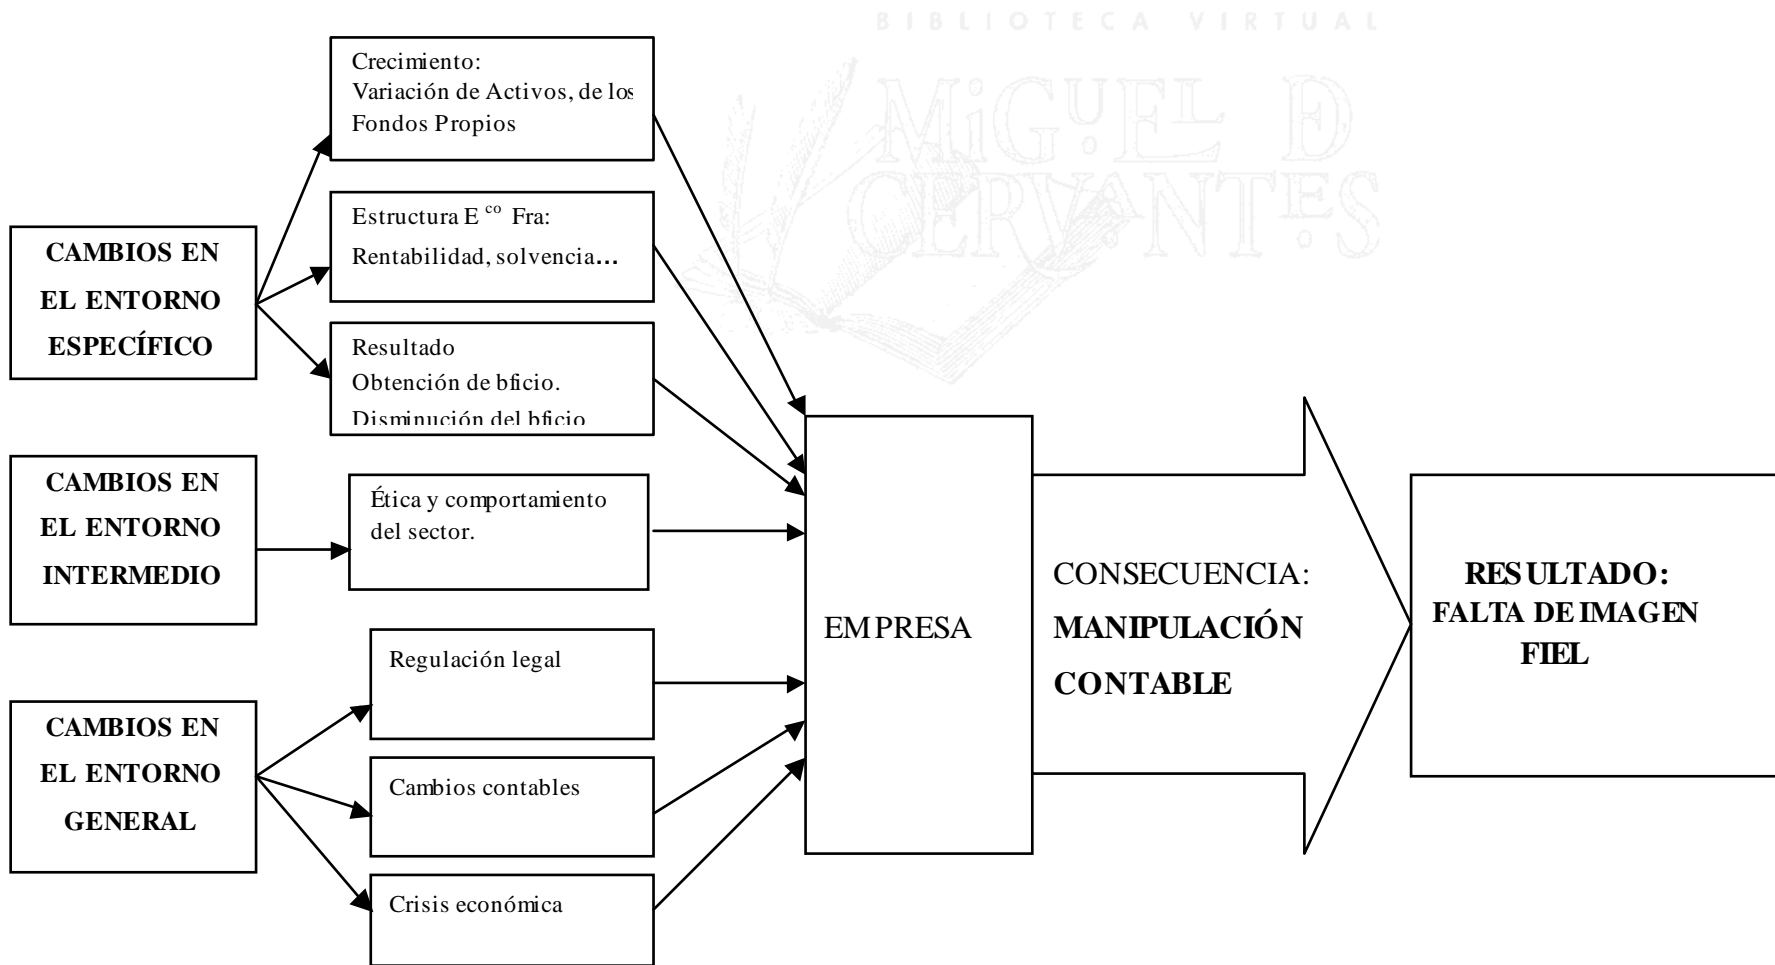 BIBLIOTECA VIRTUAL
MiGUEL DE
CERVANTES
Crecimiento:
Variación de Activos, de los
Fondos Propios
Estructura E co Fra:
Rentabilidad, solvencia...
Resultado
Obtención de bficio.
Disminución del bficio
CAMBIOS EN
EL ENTORNO
ESPECÍFICO
CAMBIOS EN
EL ENTORNO
INTERMEDIO
Ética y comportamiento
del sector.
CAMBIOS EN
EL ENTORNO
GENERAL
Regulación legal
Cambios contables
Crisis económica
EMPRESA
CONSECUENCIA:
MANIPULACIÓN
CONTABLE
RESULTADO:
FALTA DE IMAGEN
FIEL